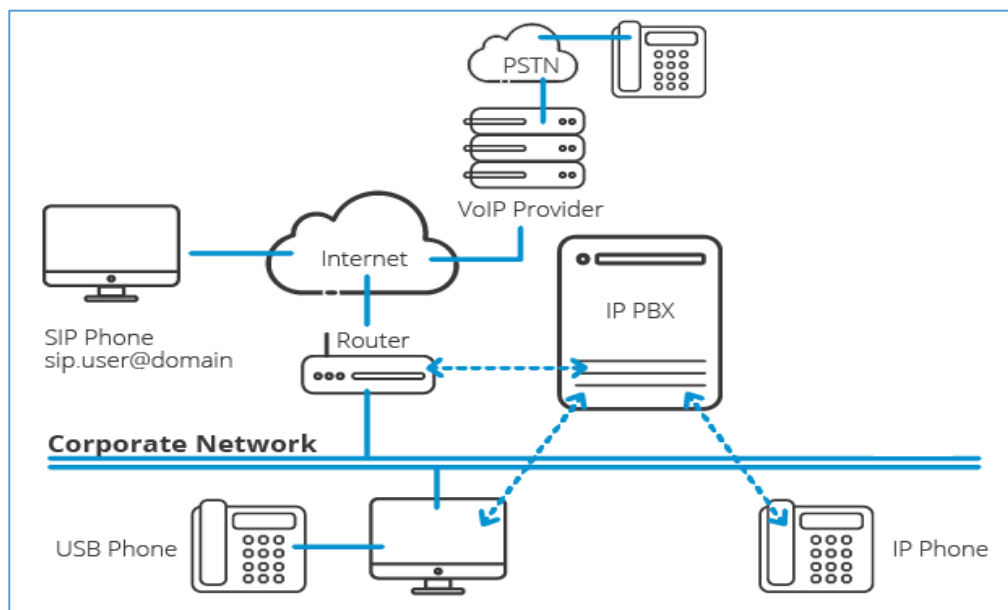 PSTN
VoIP Provider
Internet
IP PBX
SIP Phone
sip.user@domain
Router
Corporate Network
USB Phone
IP Phone